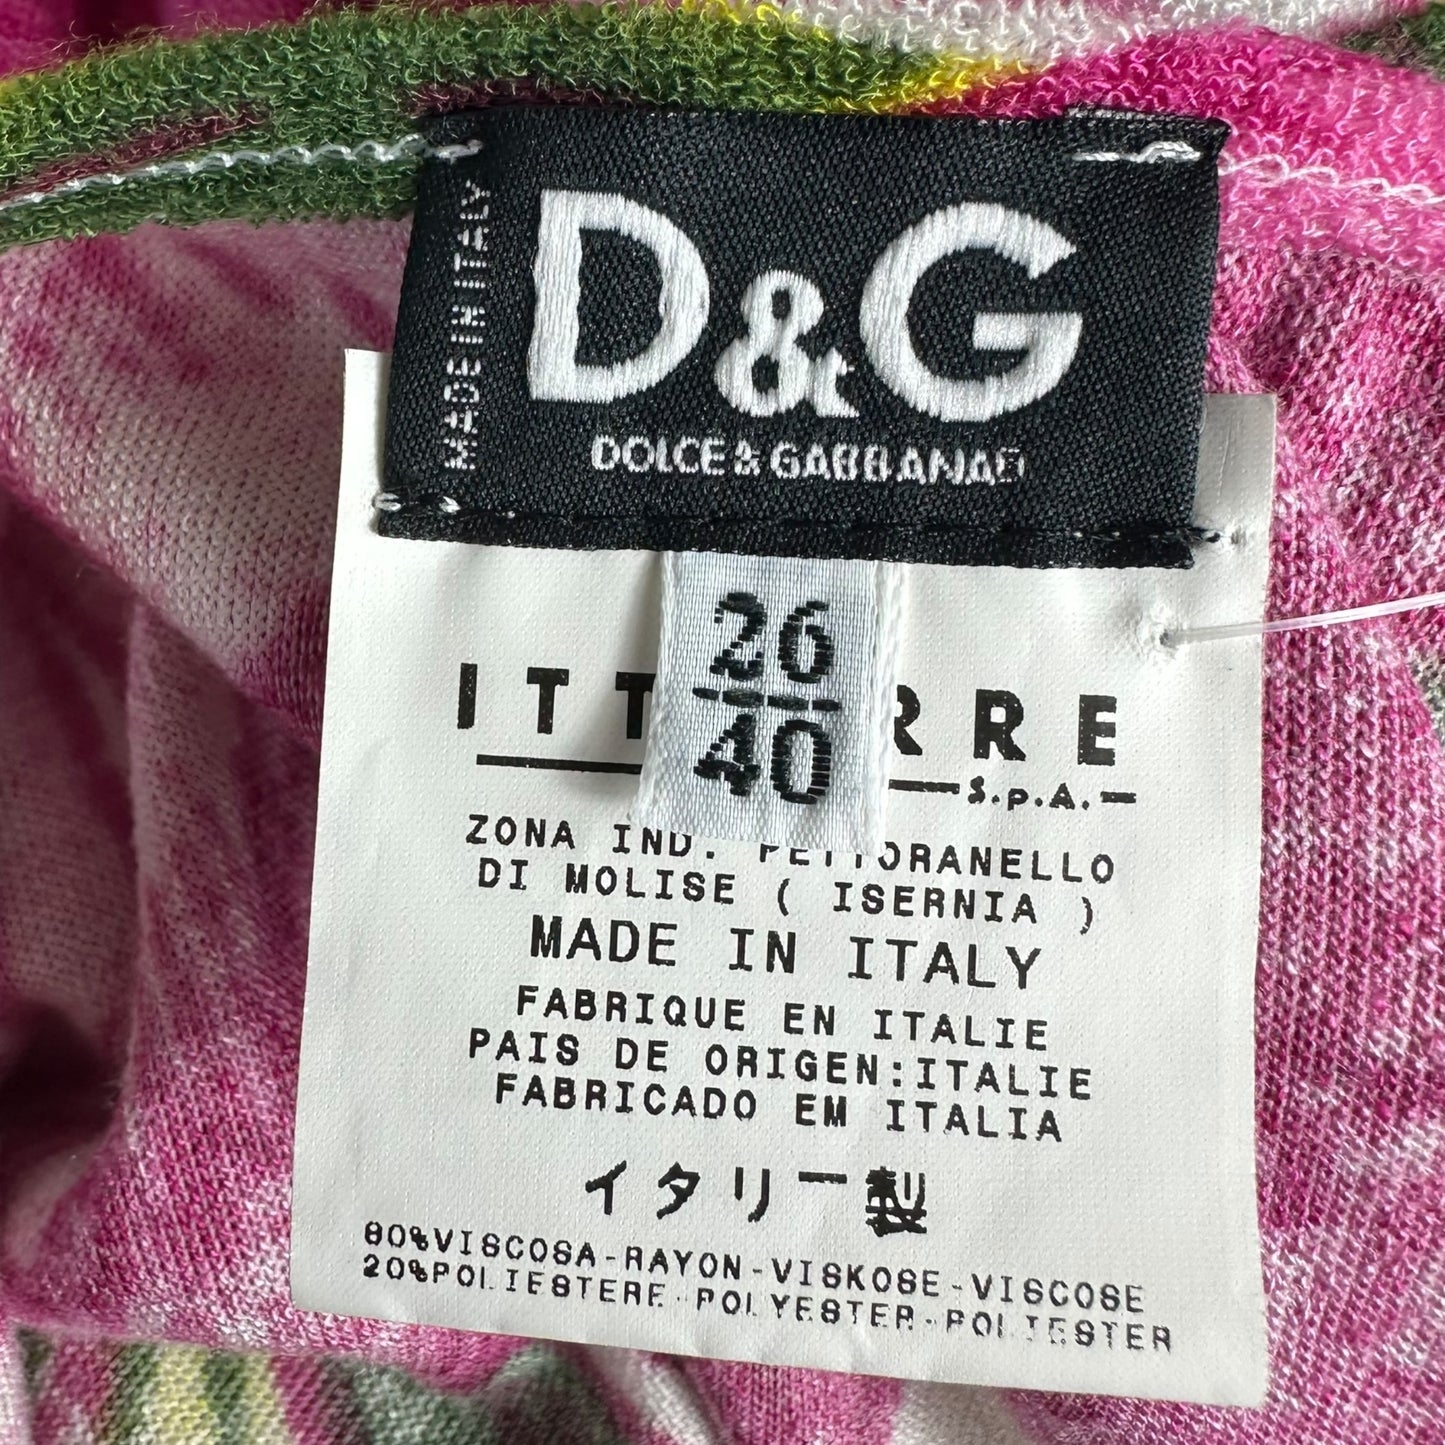 MADE IN ITALY
D&G
DOLCE & GABBANA
26
40
ITT RRE
S.p.A.
ZONA IND. PETTORANELLO
DI MOLISE ( ISERNIA )
MADE IN ITALY
FABRIQUE EN ITALIE
PAIS DE ORIGEN:ITALIE
FABRICADO EM ITALIA
イタリー製
80%VISCOSA-RAYON-VISKOSE-VISCOSE
20%POLIESTERE-POLYESTER-POLIESTER